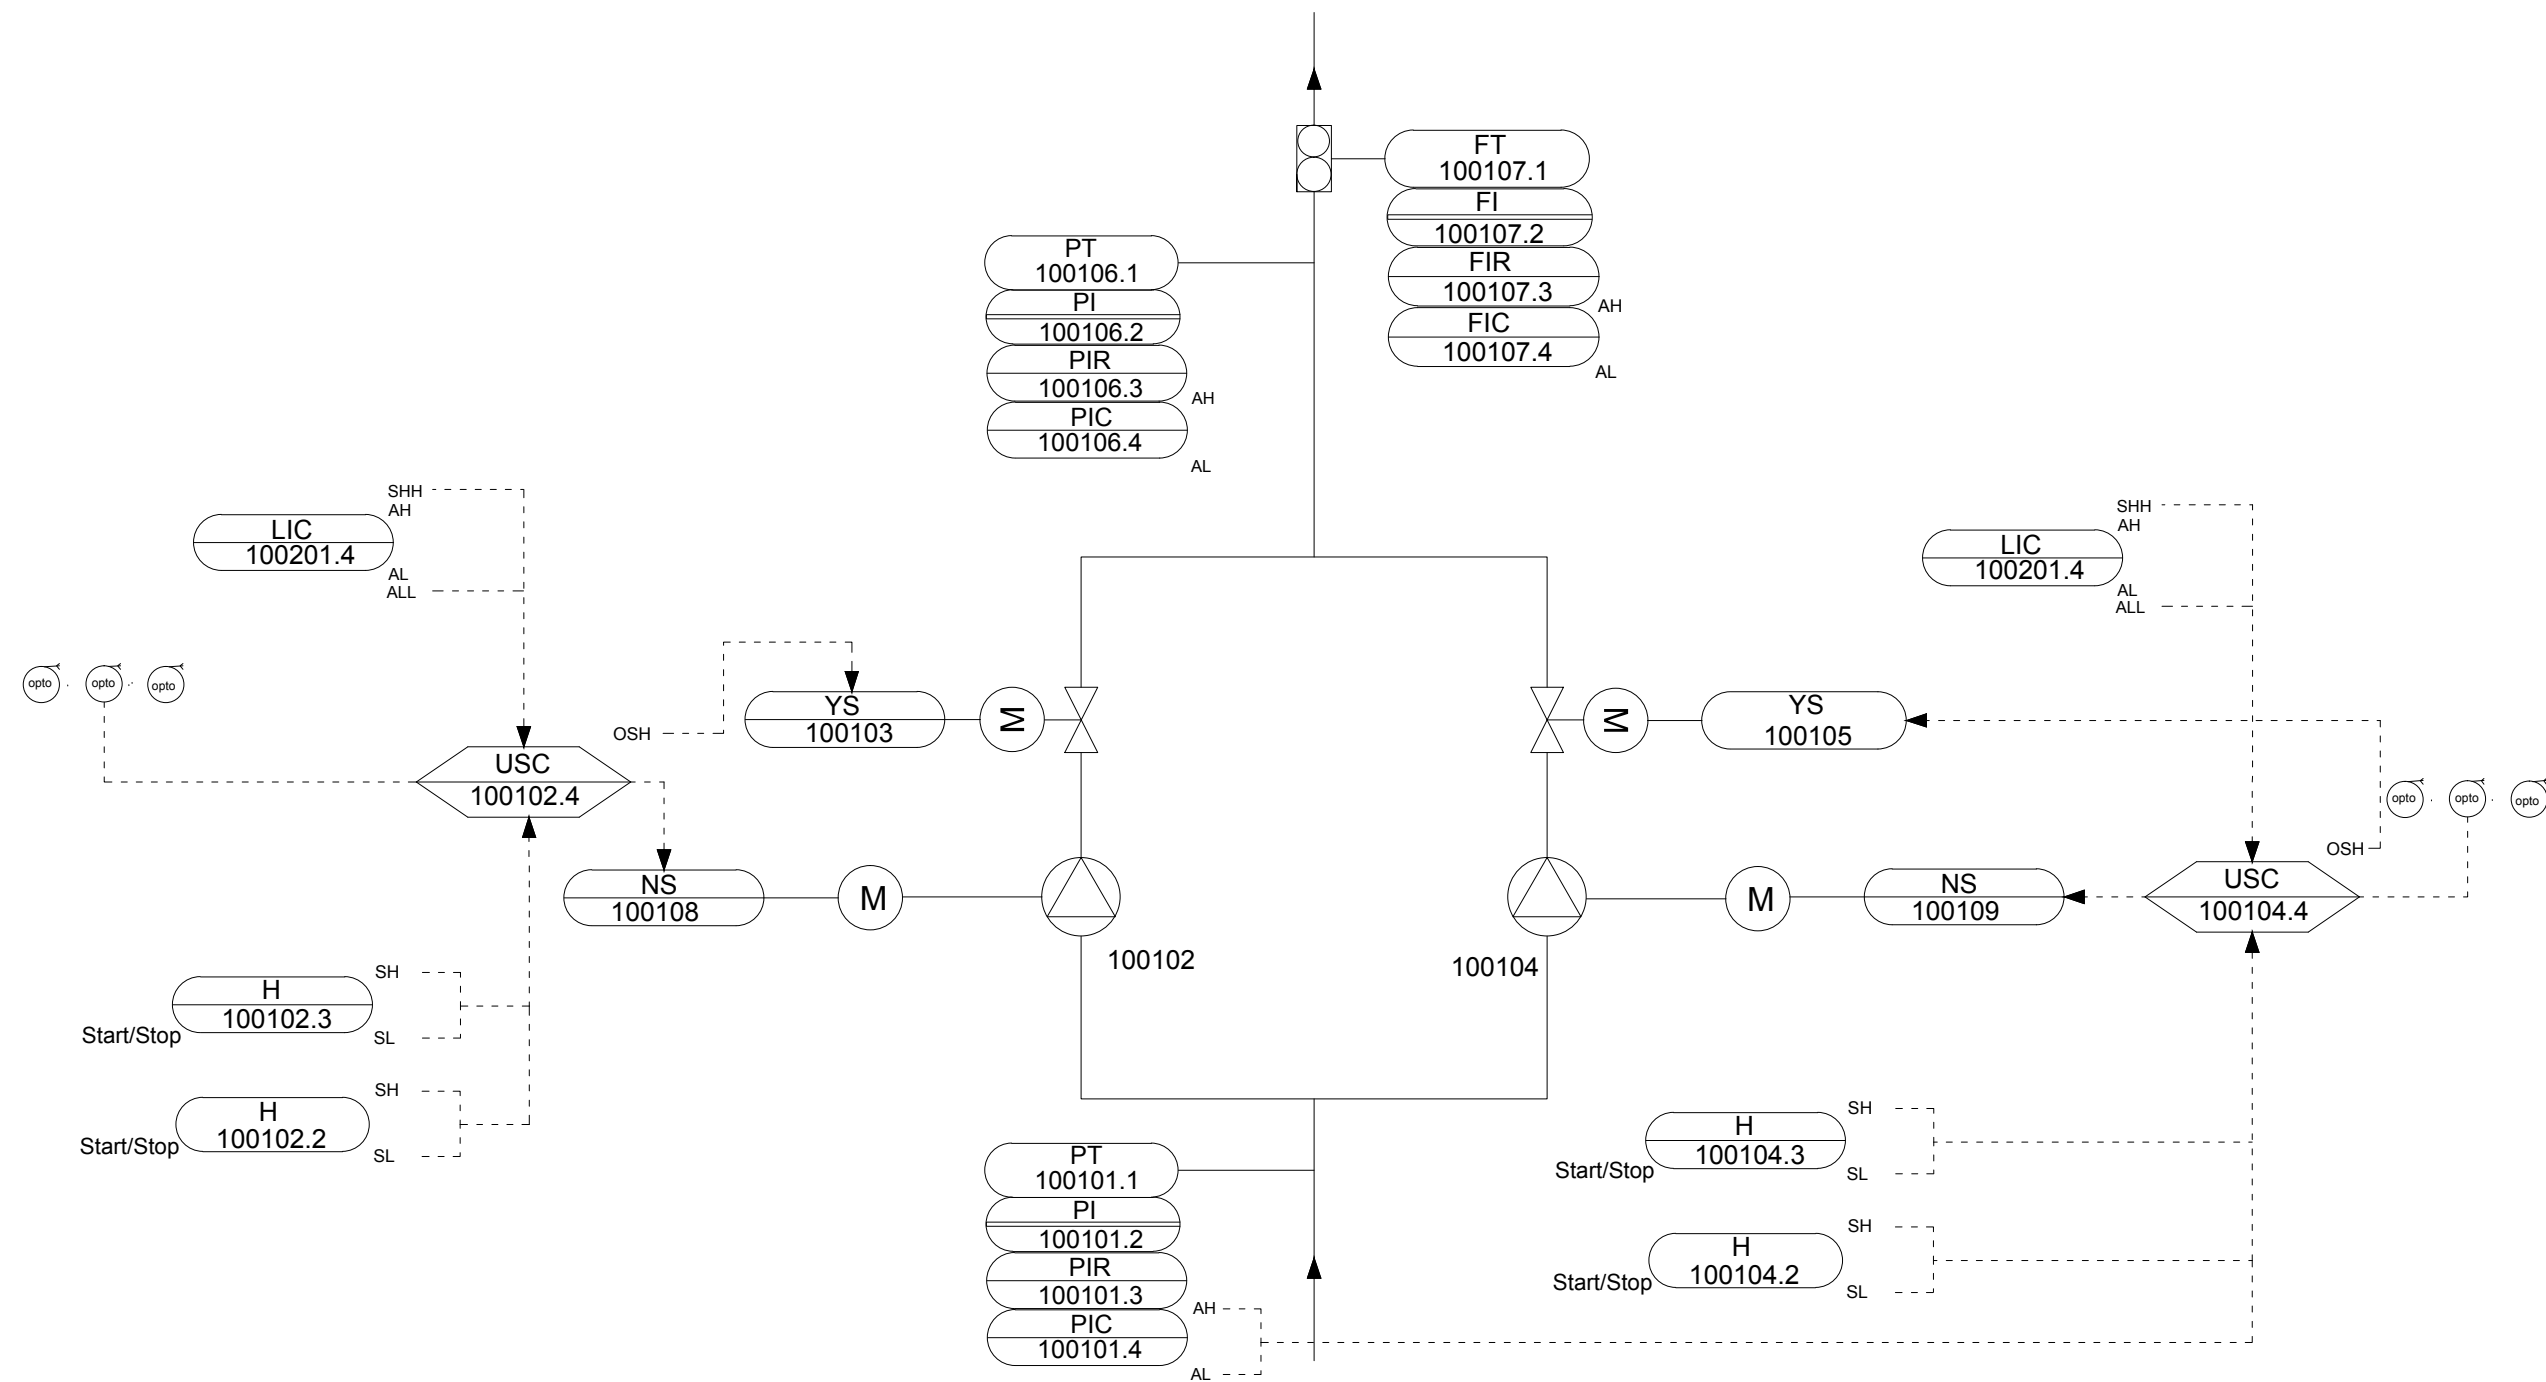 FT
100107.1
FI
100107.2
FIR
100107.3
AH
FIC
100107.4
AL
PT
100106.1
PI
100106.2
PIR
100106.3
AH
PIC
100106.4
AL
SHH
AH
LIC
100201.4
AL
ALL
SHH
AH
LIC
100201.4
AL
ALL
opto
opto
opto
OSH
YS
100103
M
M
YS
100105
USC
100102.4
opto
opto
opto
OSH
NS
100108
M
M
NS
100109
USC
100104.4
100102
100104
SH
H
100102.3
Start/Stop
SL
SH
H
100102.2
Start/Stop
SL
SH
H
100104.3
Start/Stop
SL
SH
H
100104.2
Start/Stop
SL
PT
100101.1
PI
100101.2
PIR
100101.3
AH
PIC
100101.4
AL